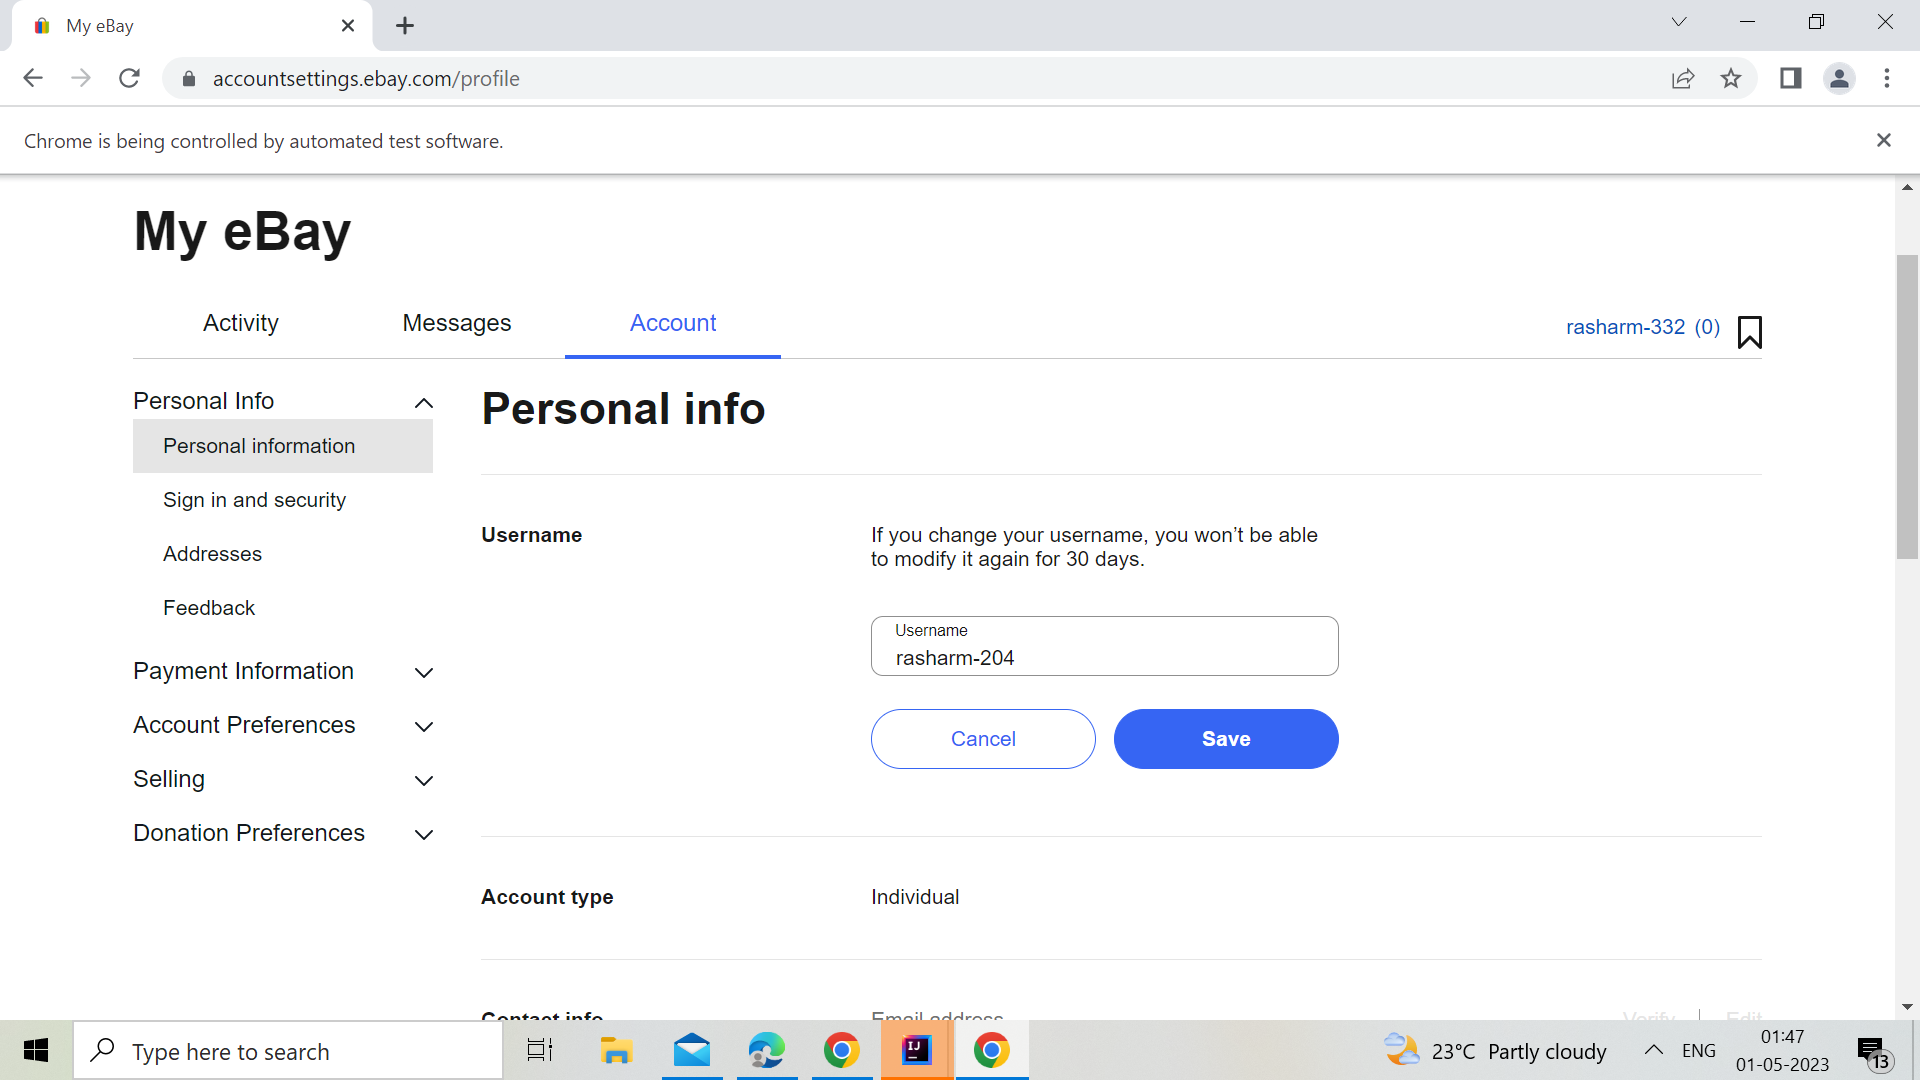 My eBay
accountsettings.ebay.com/profile
Chrome is being controlled by automated test software.
My eBay
Activity
Messages
Account
rasharm-332 (0)
Personal Info
Personal information
Sign in and security
Addresses
Feedback
Payment Information
Account Preferences
Selling
Donation Preferences
Personal info
Username
If you change your username, you won’t be able
to modify it again for 30 days.
Username
rasharm-204
Cancel
Save
Account type
Individual
Contact info
Email address
Verify
Edit
Type here to search
IJ
23°C Partly cloudy
ENG
01:47
01-05-2023
13